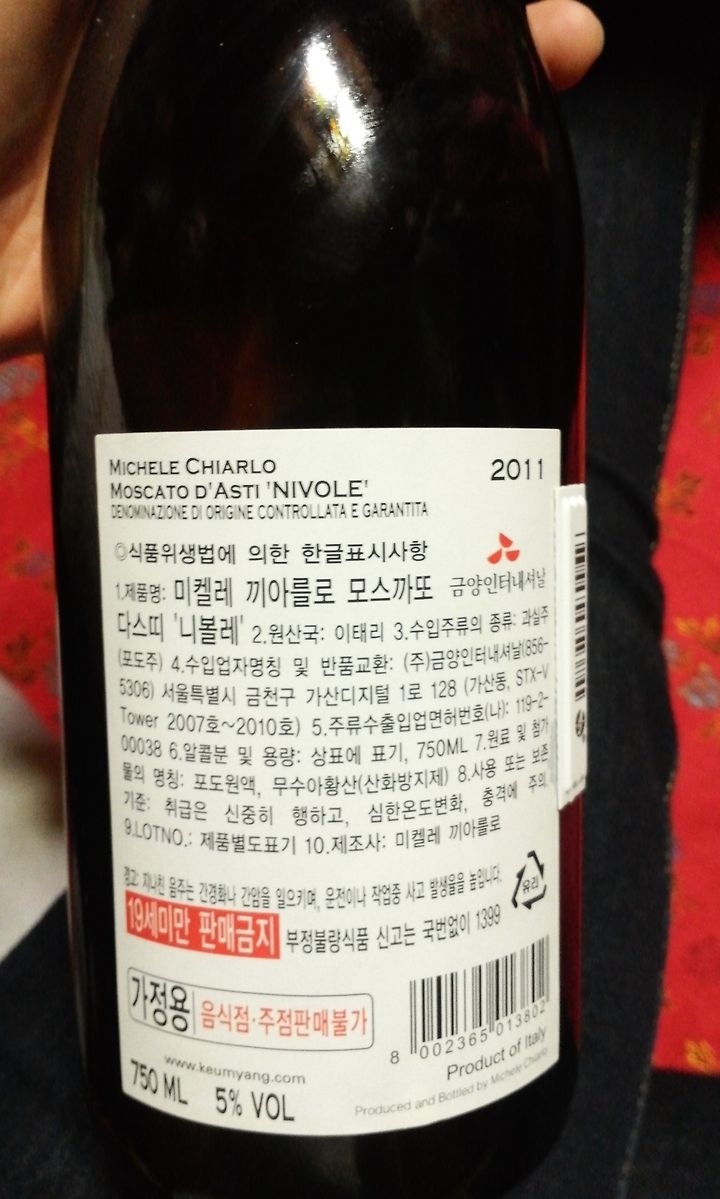 MICHELE CHIARLO
2011
MOSCATO D'ASTI 'NIVOLE'
DENOMINAZIONE DI ORIGINE CONTROLLATA E GARANTITA
◎식품위생법에 의한 한글표시사항
1.제품명: 미켈레 끼아를로 모스까또
금양인터내셔날
다스띠 '니볼레' 2.원산국: 이태리 3.수입주류의 종류: 과실주
(포도주) 4.수입업자명칭 및 반품교환: (주)금양인터내셔날(856-
5306) 서울특별시 금천구 가산디지털 1로 128 (가산동, STX-V
Tower 2007호~2010호) 5.주류수출입업면허번호(나): 119-2-
00038 6.알콜분 및 용량: 상표에 표기, 750ML 7.원료 및 첨가
물의 명칭: 포도원액, 무수아황산(산화방지제) 8.사용 또는 보존
기준: 취급은 신중히 행하고, 심한온도변화, 충격에 주의.
9.LOTNO.: 제품별도표기 10.제조사: 미켈레 끼아를로
경고: 지나친 음주는 간경화나 간암을 일으키며, 운전이나 작업중 사고 발생율을 높입니다.
유리
19세미만 판매금지 부정불량식품 신고는 국번없이 1399
가정용 음식점·주점판매불가
8 002365 013802
www.keumyang.com
Product of Italy
750 ML 5% VOL
Produced and Bottled by Michele Chiarlo